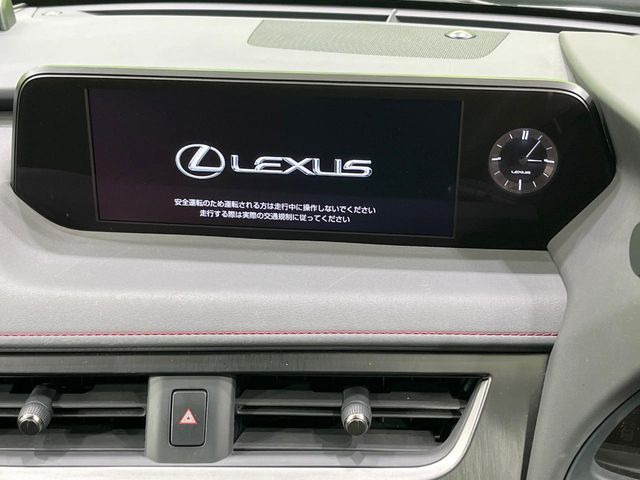 LEXUS
安全運転のため運転される方は走行中に操作しないでください
走行する際は実際の交通規制に従ってください
LEXUS